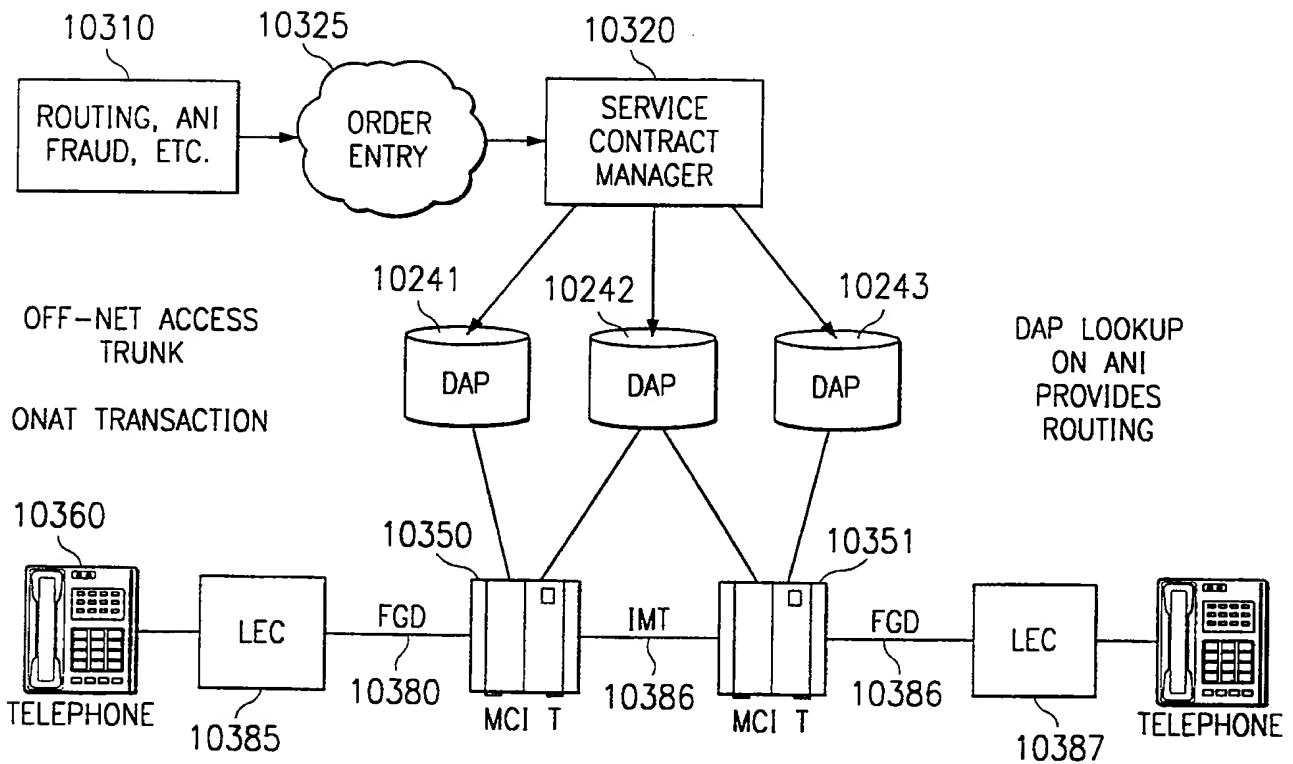 10310
10325
10320
ROUTING, ANI
FRAUD, ETC.
ORDER
ENTRY
SERVICE
CONTRACT
MANAGER
10241
10242
10243
OFF-NET ACCESS
TRUNK
ONAT TRANSACTION
DAP
DAP
DAP
DAP LOOKUP
ON ANI
PROVIDES
ROUTING
10360
10350
10351
LEC
FGD
IMT
FGD
LEC
TELEPHONE
10385
10380
MCI T
10386
MCI T
10386
10387
TELEPHONE